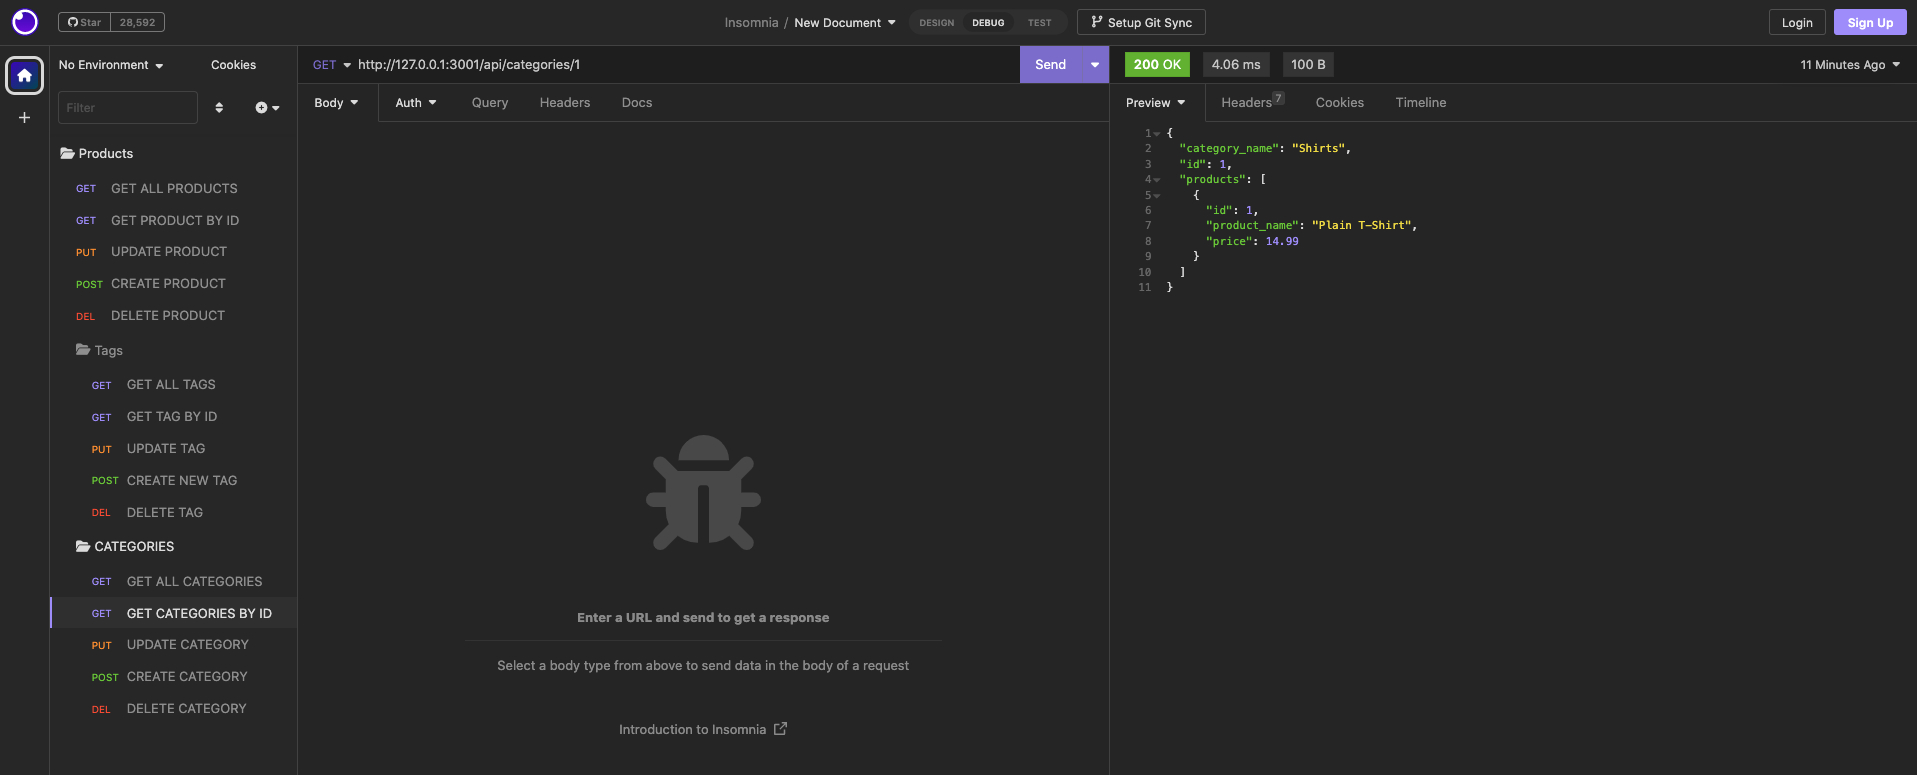 Star 28,592
Insomnia / New Document
DESIGN DEBUG TEST
Setup Git Sync
Login
Sign Up
No Environment
Cookies
Filter
Products
GET GET ALL PRODUCTS
GET GET PRODUCT BY ID
PUT UPDATE PRODUCT
POST CREATE PRODUCT
DEL DELETE PRODUCT
Tags
GET GET ALL TAGS
GET GET TAG BY ID
PUT UPDATE TAG
POST CREATE NEW TAG
DEL DELETE TAG
CATEGORIES
GET GET ALL CATEGORIES
GET GET CATEGORIES BY ID
PUT UPDATE CATEGORY
POST CREATE CATEGORY
DEL DELETE CATEGORY
GET http://127.0.0.1:3001/api/categories/1
Send
Body Auth Query Headers Docs
Enter a URL and send to get a response
Select a body type from above to send data in the body of a request
Introduction to Insomnia
200 OK 4.06 ms 100 B
11 Minutes Ago
Preview Headers 7 Cookies Timeline
1 {
2 "category_name": "Shirts",
3 "id": 1,
4 "products": [
5 {
6 "id": 1,
7 "product_name": "Plain T-Shirt",
8 "price": 14.99
9 }
10 ]
11 }